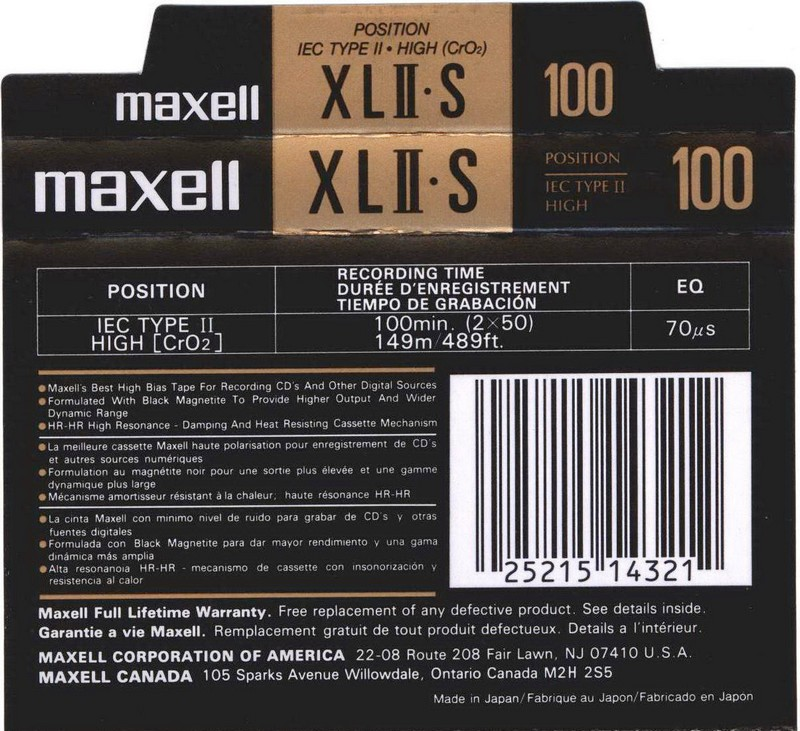 POSITION
IEC TYPE II • HIGH (CrO₂)
maxell XLⅡ·S 100
maxell XLⅡ·S POSITION IEC TYPE II HIGH 100
POSITION
RECORDING TIME
DURÉE D'ENREGISTREMENT
TIEMPO DE GRABACIÓN
EQ
IEC TYPE II
HIGH [CrO₂]
100min. (2×50)
149m/489ft.
70μs
● Maxell's Best High Bias Tape For Recording CD's And Other Digital Sources
● Formulated With Black Magnetite To Provide Higher Output And Wider
Dynamic Range
● HR-HR High Resonance - Damping And Heat Resisting Cassette Mechanism
● La meilleure cassette Maxell haute polarisation pour enregistrement de CD's
et autres sources numériques
● Formulation au magnétite noir pour une sortie plus élevée et une gamme
dynamique plus large
● Mécanisme amortisseur résistant à la chaleur; haute résonance HR-HR
● La cinta Maxell con minimo nivel de ruido para grabar de CD's y otras
fuentes digitales
● Formulada con Black Magnetite para dar mayor rendimiento y una gama
dinámica más amplia
● Alta resonanoia HR-HR - mecanismo de cassette con insonorización y
resistencia al calor
25215 14321
Maxell Full Lifetime Warranty. Free replacement of any defective product. See details inside.
Garantie a vie Maxell. Remplacement gratuit de tout produit defectueux. Details a l'intérieur.
MAXELL CORPORATION OF AMERICA 22-08 Route 208 Fair Lawn, NJ 07410 U.S.A.
MAXELL CANADA 105 Sparks Avenue Willowdale, Ontario Canada M2H 2S5
Made in Japan/Fabrique au Japon/Fabricado en Japón